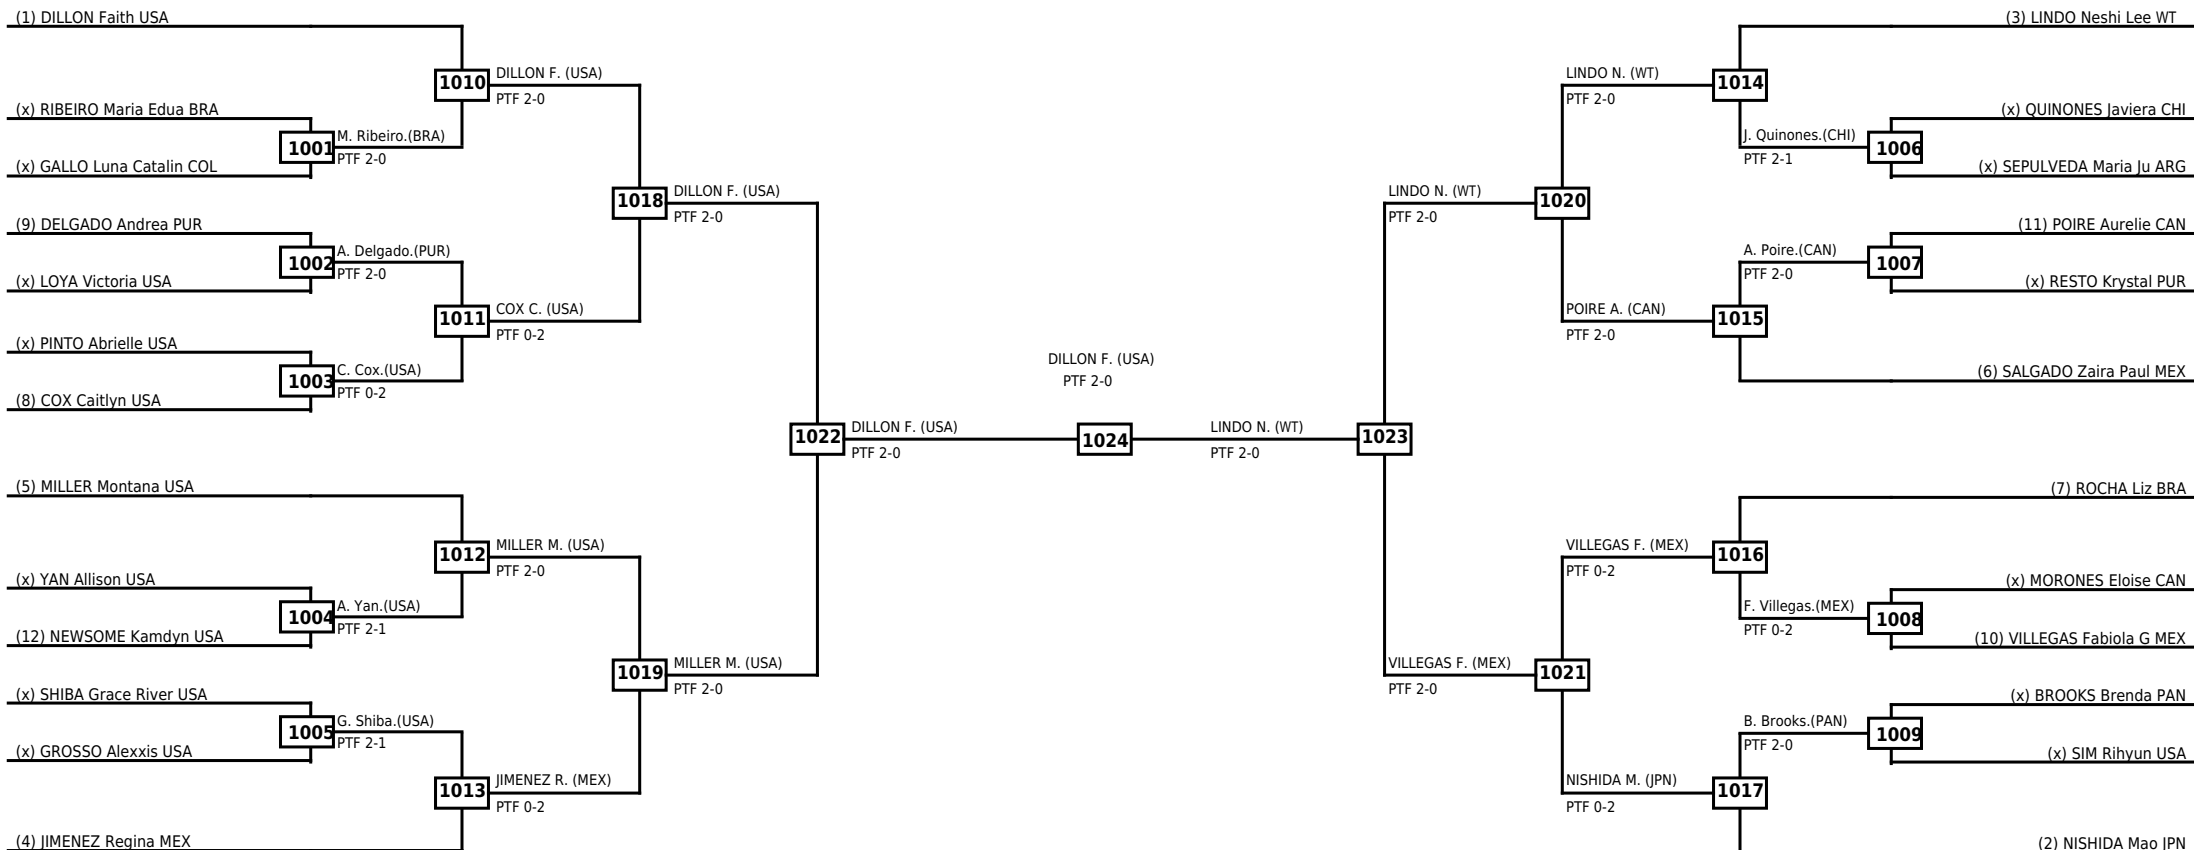 (1) DILLON Faith USA
(3) LINDO Neshi Lee WT
1010
DILLON F. (USA)
PTF 2-0
LINDO N. (WT)
PTF 2-0
1014
(x) RIBEIRO Maria Edua BRA
(x) QUINONES Javiera CHI
1001
M. Ribeiro.(BRA)
PTF 2-0
J. Quinones.(CHI)
PTF 2-1
1006
(x) GALLO Luna Catalin COL
(x) SEPULVEDA Maria Ju ARG
1018
DILLON F. (USA)
PTF 2-0
LINDO N. (WT)
PTF 2-0
1020
(9) DELGADO Andrea PUR
(11) POIRE Aurelie CAN
1002
A. Delgado.(PUR)
PTF 2-0
A. Poire.(CAN)
PTF 2-0
1007
(x) LOYA Victoria USA
(x) RESTO Krystal PUR
1011
COX C. (USA)
PTF 0-2
POIRE A. (CAN)
PTF 2-0
1015
(x) PINTO Abrielle USA
DILLON F. (USA)
PTF 2-0
1003
C. Cox.(USA)
PTF 0-2
(6) SALGADO Zaira Paul MEX
(8) COX Caitlyn USA
1022
DILLON F. (USA)
PTF 2-0
1024
LINDO N. (WT)
PTF 2-0
1023
(5) MILLER Montana USA
(7) ROCHA Liz BRA
1012
MILLER M. (USA)
PTF 2-0
VILLEGAS F. (MEX)
PTF 0-2
1016
(x) YAN Allison USA
(x) MORONES Eloise CAN
1004
A. Yan.(USA)
PTF 2-1
F. Villegas.(MEX)
PTF 0-2
1008
(12) NEWSOME Kamdyn USA
(10) VILLEGAS Fabiola G MEX
1019
MILLER M. (USA)
PTF 2-0
VILLEGAS F. (MEX)
PTF 2-0
1021
(x) SHIBA Grace River USA
(x) BROOKS Brenda PAN
1005
G. Shiba.(USA)
PTF 2-1
B. Brooks.(PAN)
PTF 2-0
1009
(x) GROSSO Alexxis USA
(x) SIM Rihyun USA
1013
JIMENEZ R. (MEX)
PTF 0-2
NISHIDA M. (JPN)
PTF 0-2
1017
(4) JIMENEZ Regina MEX
(2) NISHIDA Mao JPN